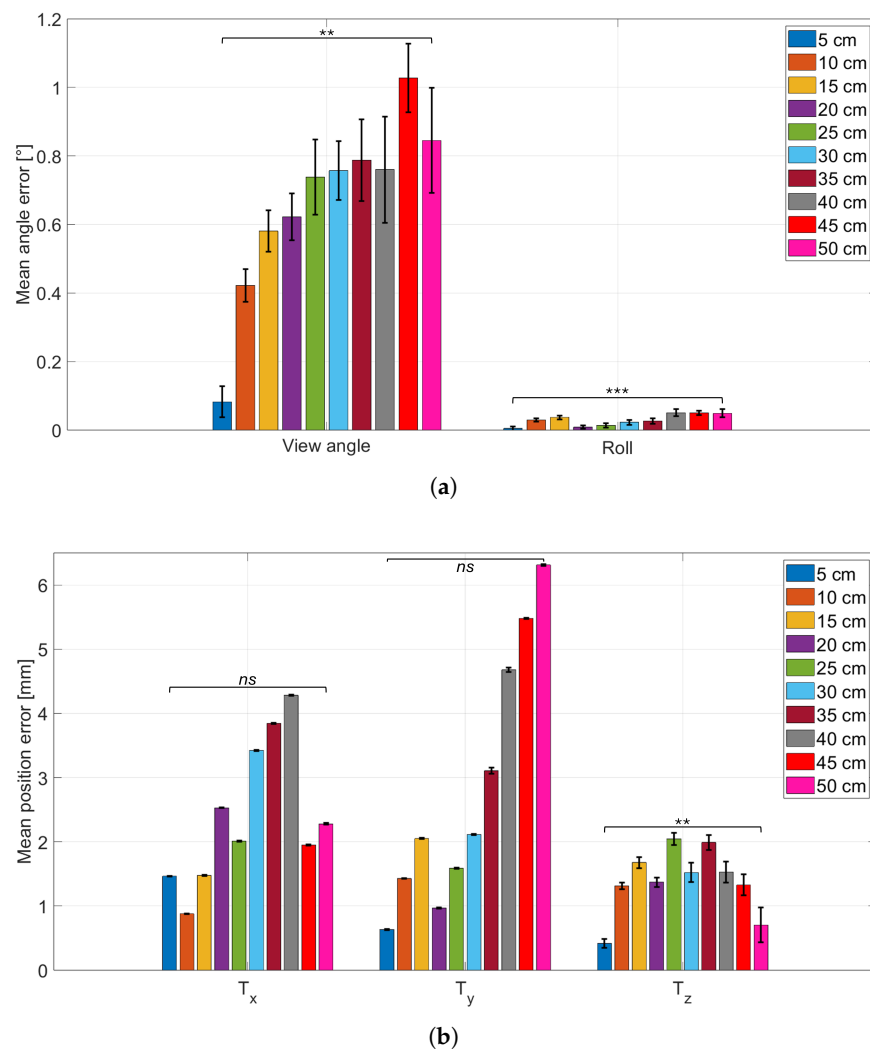 1.2
1
0.8
0.6
0.4
0.2
0
Mean angle error [°]
**
***
View angle
Roll
5 cm
10 cm
15 cm
20 cm
25 cm
30 cm
35 cm
40 cm
45 cm
50 cm
(a)
6
5
4
3
2
1
0
Mean position error [mm]
ns
ns
**
T_x
T_y
T_z
5 cm
10 cm
15 cm
20 cm
25 cm
30 cm
35 cm
40 cm
45 cm
50 cm
(b)